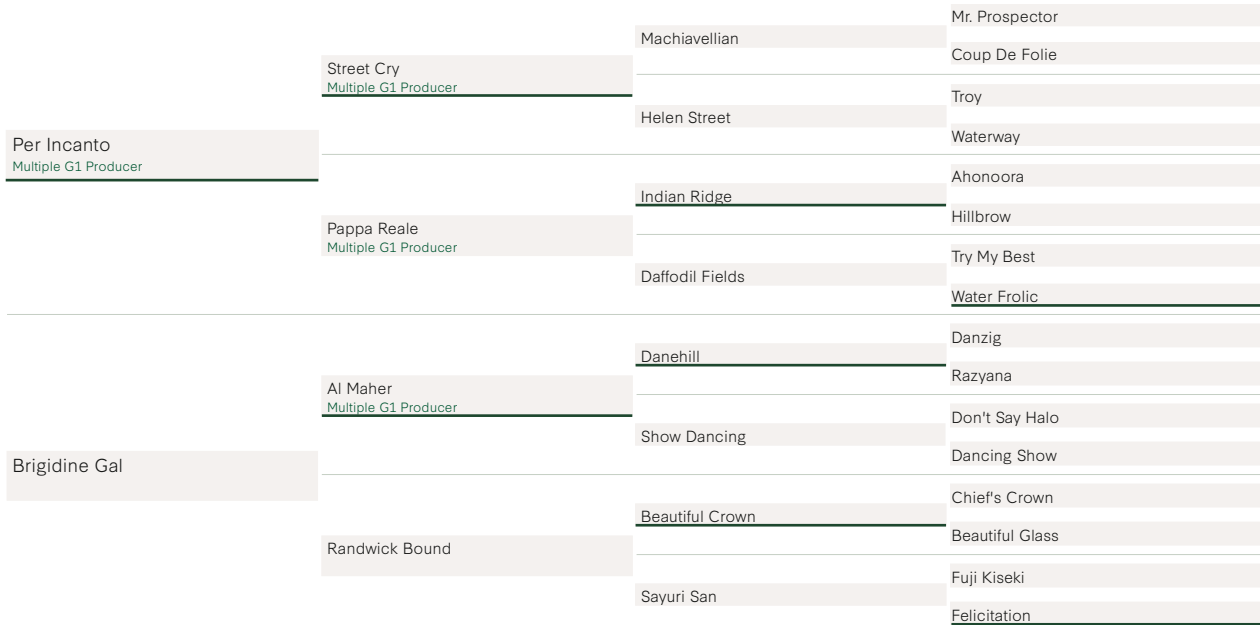 Per Incanto
Multiple G1 Producer
Brigidine Gal
Street Cry
Multiple G1 Producer
Pappa Reale
Multiple G1 Producer
Al Maher
Multiple G1 Producer
Randwick Bound
Machiavellian
Helen Street
Indian Ridge
Daffodil Fields
Danehill
Show Dancing
Beautiful Crown
Sayuri San
Mr. Prospector
Coup De Folie
Troy
Waterway
Ahonoora
Hillbrow
Try My Best
Water Frolic
Danzig
Razyana
Don't Say Halo
Dancing Show
Chief's Crown
Beautiful Glass
Fuji Kiseki
Felicitation